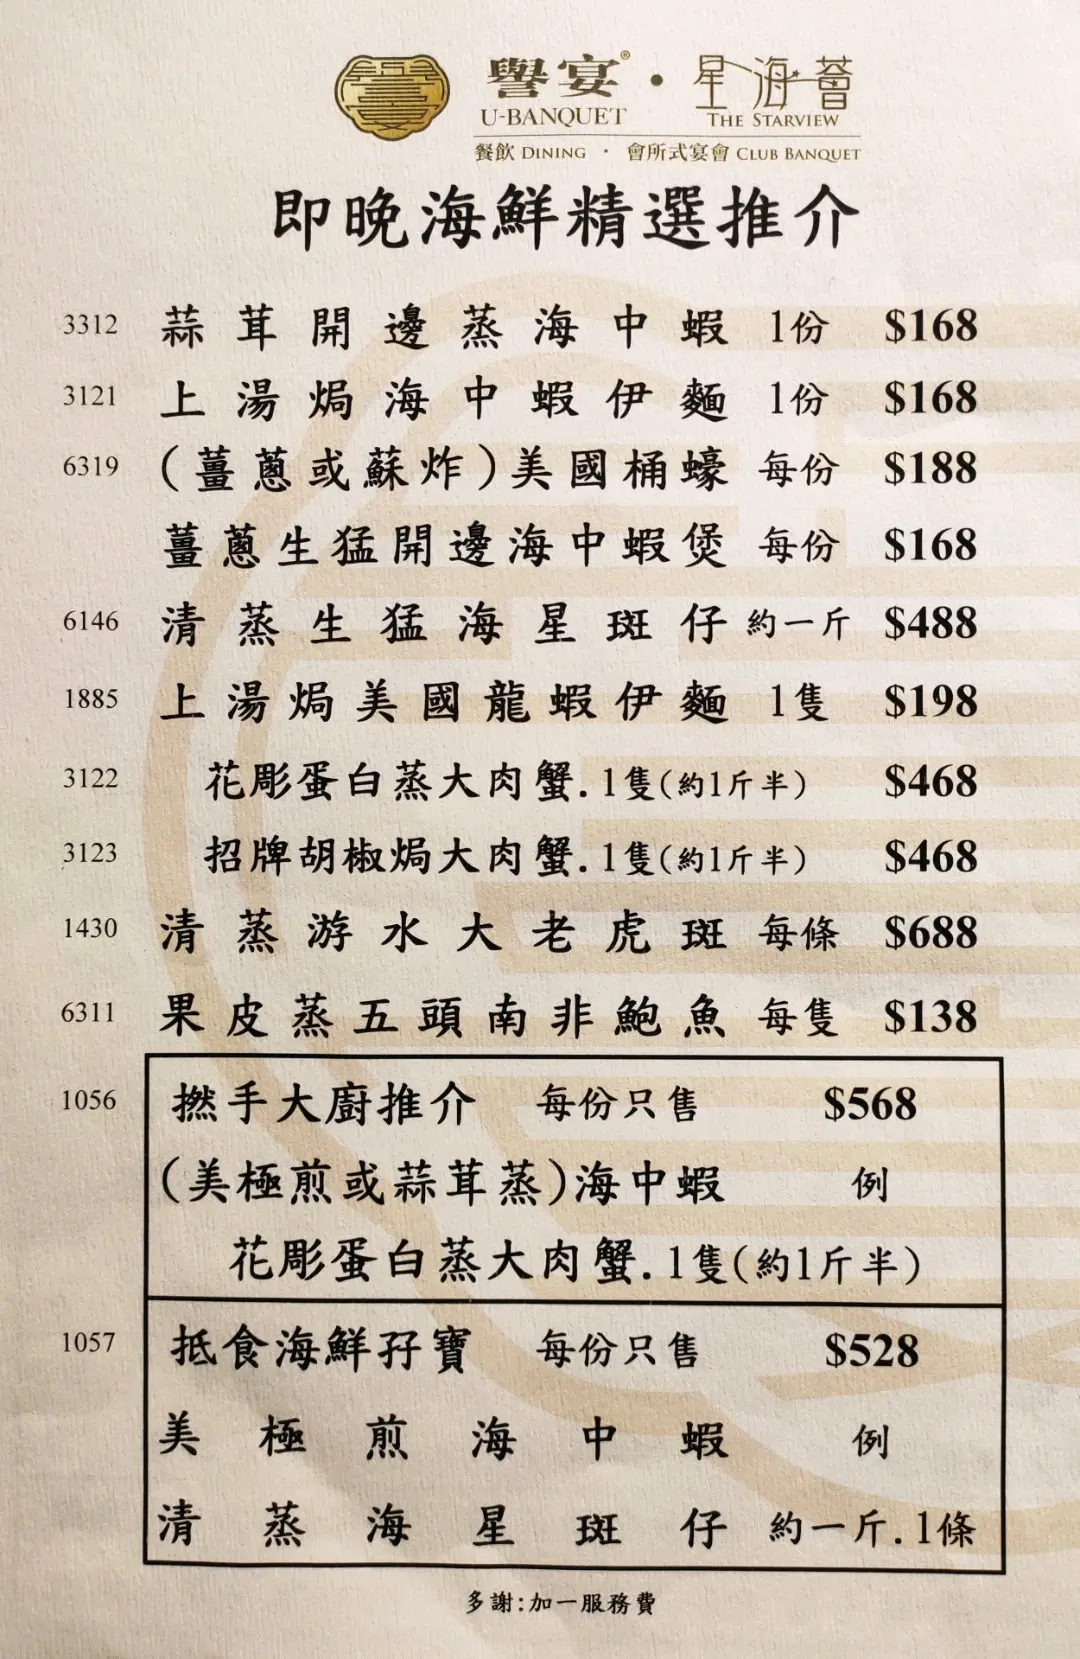 譽宴® · 星海薈
U-BANQUET THE STARVIEW
餐飲 DINING · 會所式宴會 CLUB BANQUET
即晚海鮮精選推介
3312 蒜茸開邊蒸海中蝦 1份 $168
3121 上湯焗海中蝦伊麵 1份 $168
6319 (薑蔥或蘇炸)美國桶蠔 每份 $188
薑蔥生猛開邊海中蝦煲 每份 $168
6146 清蒸生猛海星斑仔 約一斤 $488
1885 上湯焗美國龍蝦伊麵 1隻 $198
3122 花彫蛋白蒸大肉蟹.1隻(約1斤半) $468
3123 招牌胡椒焗大肉蟹.1隻(約1斤半) $468
1430 清蒸游水大老虎斑 每條 $688
6311 果皮蒸五頭南非鮑魚 每隻 $138
1056 撚手大廚推介 每份只售 $568
(美極煎或蒜茸蒸)海中蝦 例
花彫蛋白蒸大肉蟹.1隻(約1斤半)
1057 抵食海鮮孖寶 每份只售 $528
美極煎海中蝦 例
清蒸海星斑仔 約一斤.1條
多謝:加一服務費